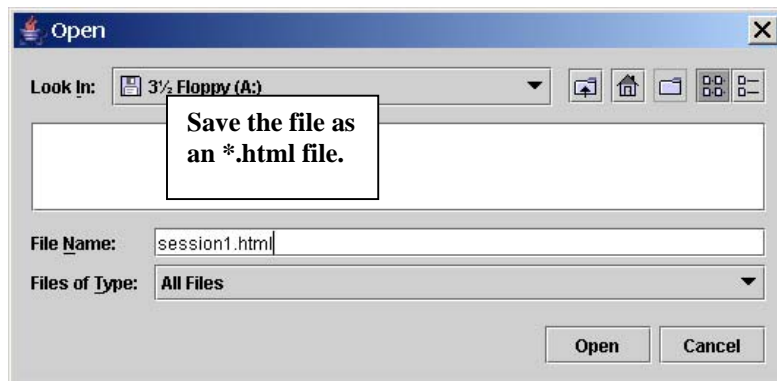 Open
Look In: 3½ Floppy (A:)
Save the file as
an *.html file.
File Name: session1.html
Files of Type: All Files
Open Cancel